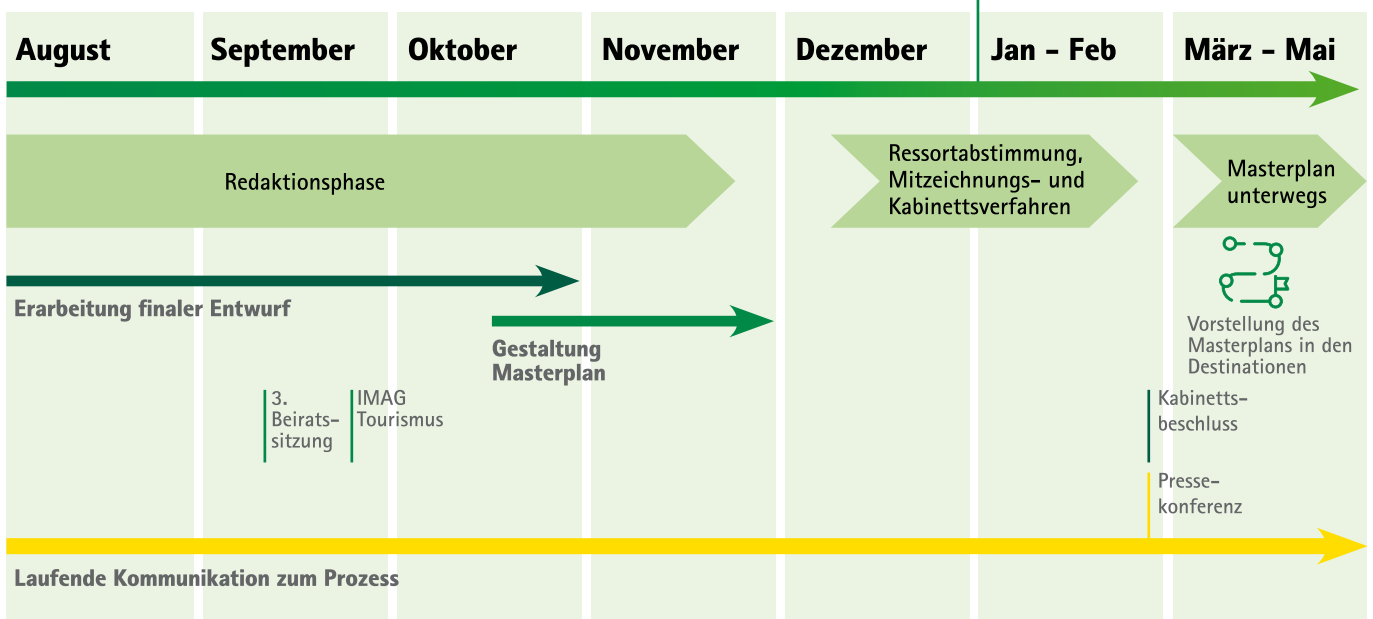 August
September
Oktober
November
Dezember
Jan – Feb
März – Mai
Redaktionsphase
Ressortabstimmung,
Mitzeichnungs- und
Kabinettsverfahren
Masterplan
unterwegs
Erarbeitung finaler Entwurf
Gestaltung
Masterplan
Vorstellung des
Masterplans in den
Destinationen
3.
Beirats-
sitzung
IMAG
Tourismus
Kabinetts-
beschluss
Presse-
konferenz
Laufende Kommunikation zum Prozess